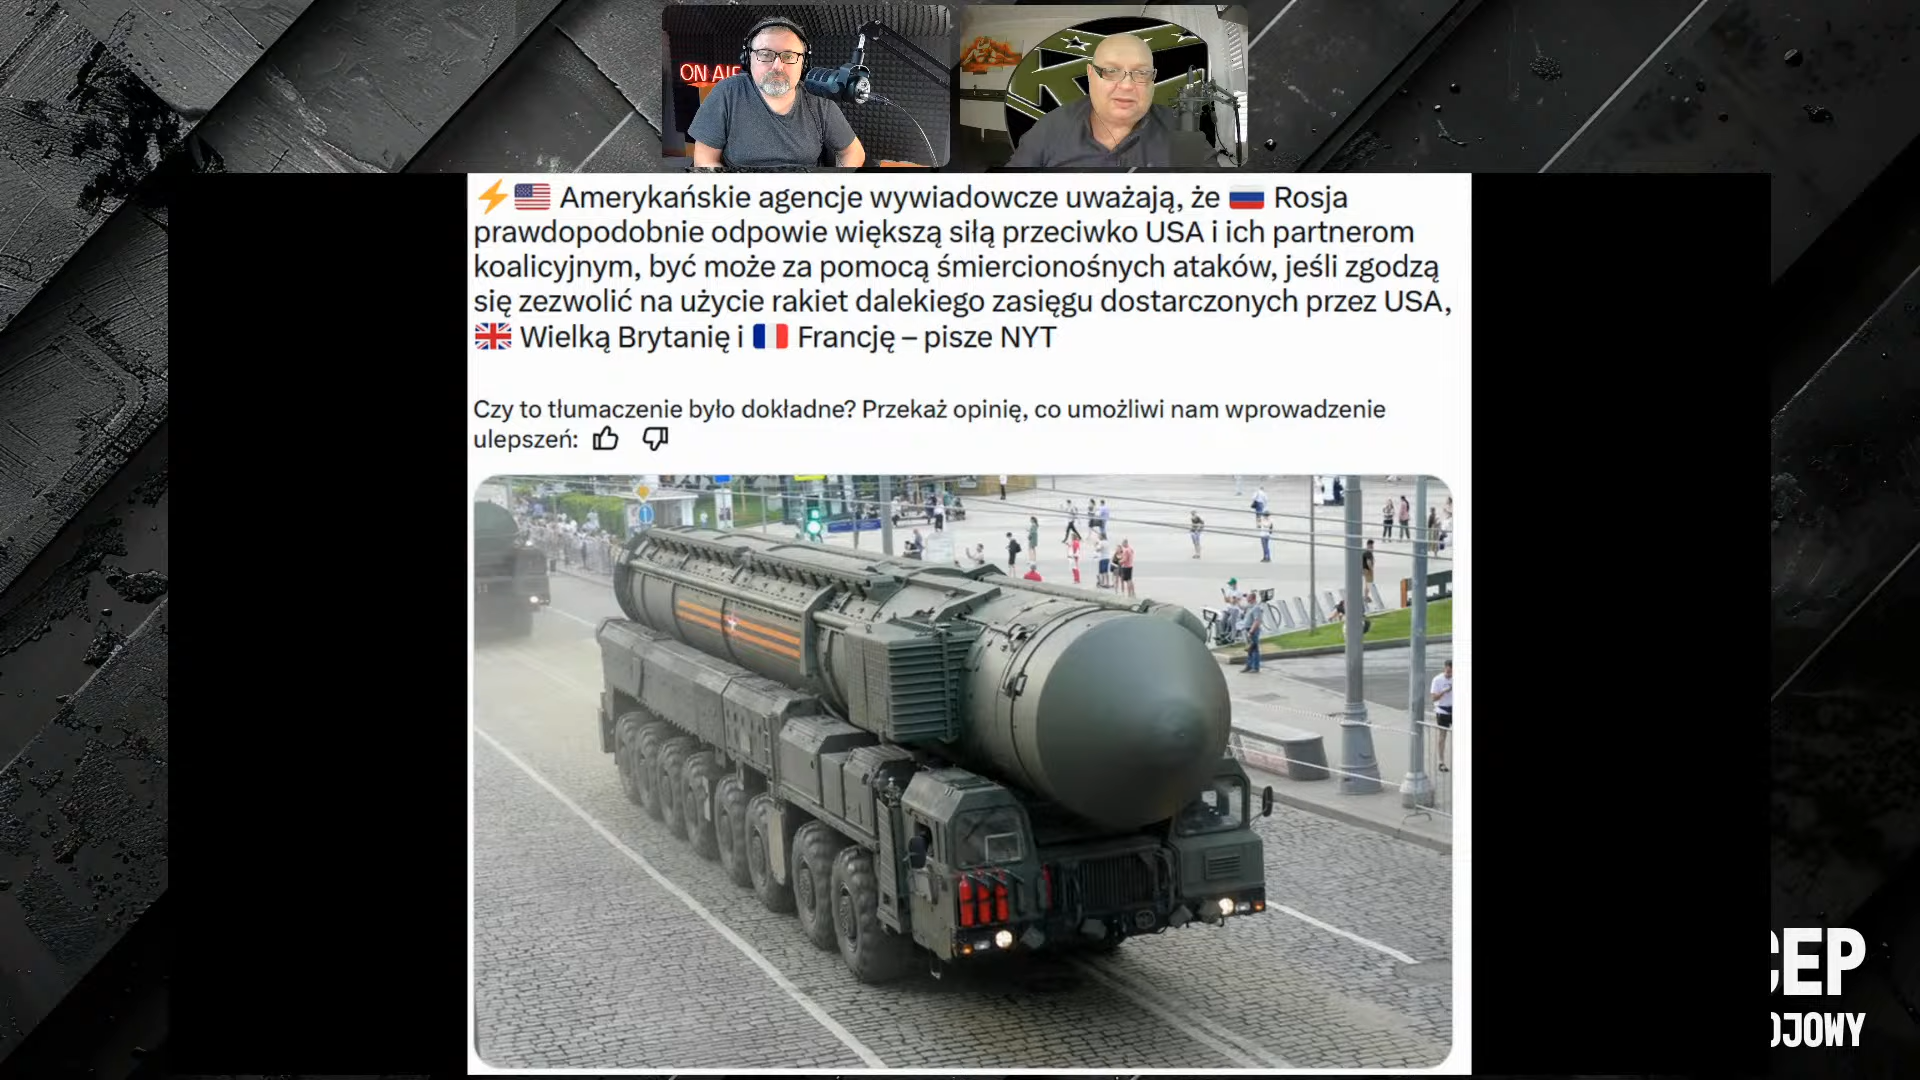 ON AIR
⚡🇺🇸 Amerykańskie agencje wywiadowcze uważają, że 🇷🇺 Rosja
prawdopodobnie odpowie większą siłą przeciwko USA i ich partnerom
koalicyjnym, być może za pomocą śmiercionośnych ataków, jeśli zgodzą
się zezwolić na użycie rakiet dalekiego zasięgu dostarczonych przez USA,
🇬🇧 Wielką Brytanię i 🇫🇷 Francję – pisze NYT
Czy to tłumaczenie było dokładne? Przekaż opinię, co umożliwi nam wprowadzenie
ulepszeń:
CEP
OJOWY